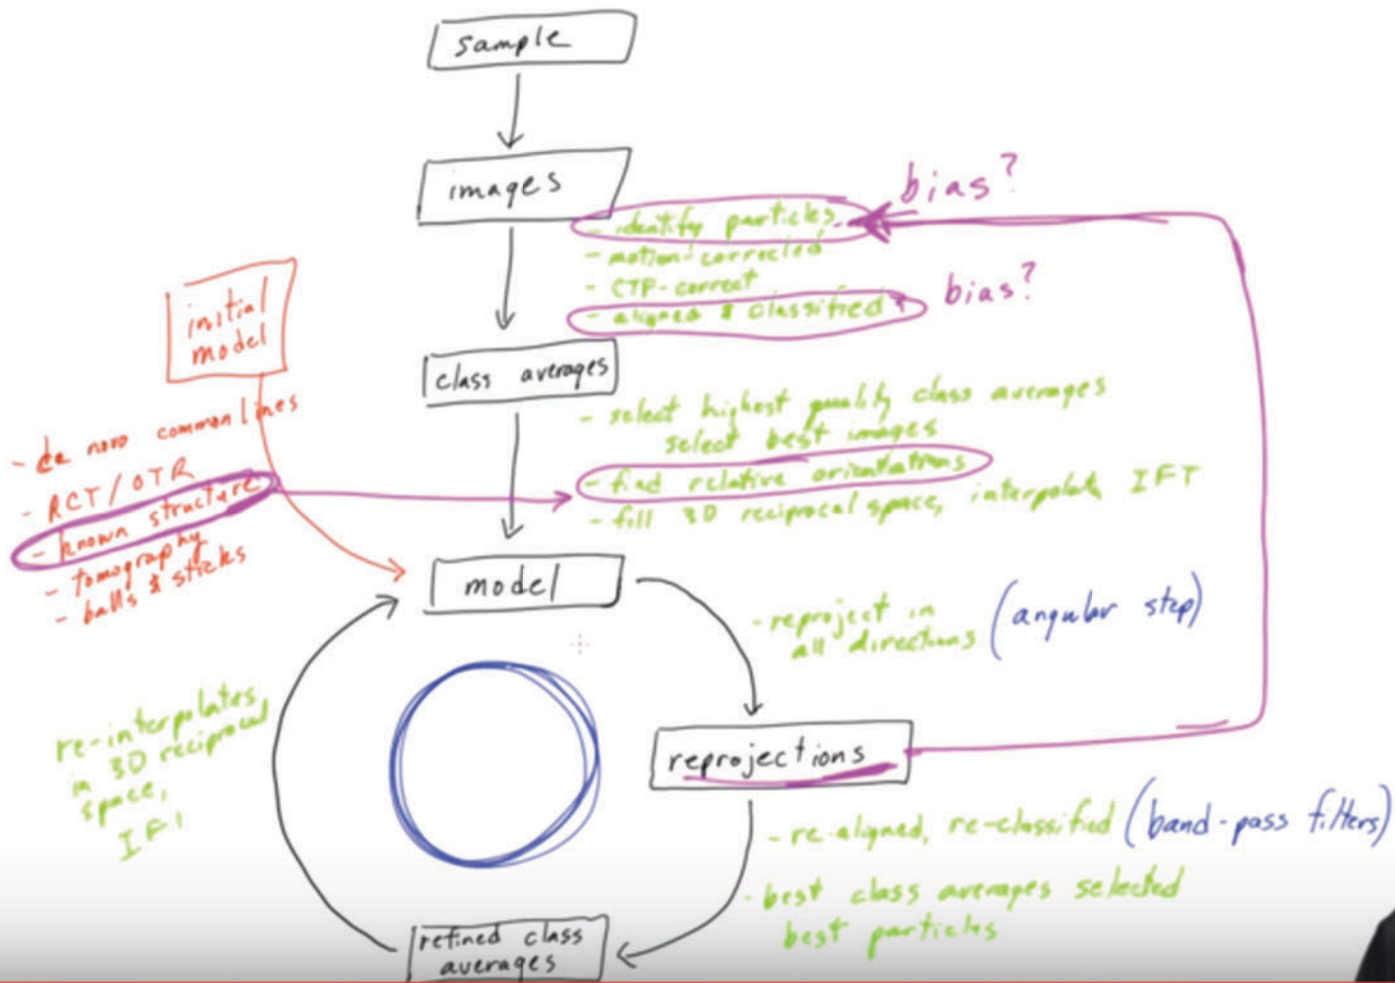 sample
images
bias?
- identify particles
- motion-corrected
- CTF-correct
- aligned & classified
bias?
initial
model
class averages
- select highest quality class averages
select best images
- find relative orientations
- fill 3D reciprocal space, interpolate, IFT
- de novo common lines
- RCT/OTR
- known structure
- tomography
- balls & sticks
model
- reproject in
all directions
(angular step)
re-interpolates
in 3D reciprocal
space,
IFT
reprojections
- re-aligned, re-classified (band-pass filters)
- best class averages selected
best particles
refined class
averages